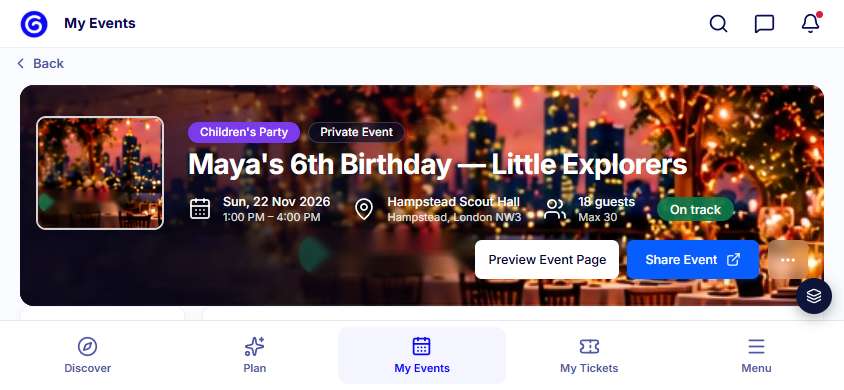 My Events
Back
Children's Party
Private Event
Maya's 6th Birthday — Little Explorers
Sun, 22 Nov 2026
1:00 PM – 4:00 PM
Hampstead Scout Hall
Hampstead, London NW3
18 guests
Max 30
On track
Preview Event Page
Share Event
Discover
Plan
My Events
My Tickets
Menu